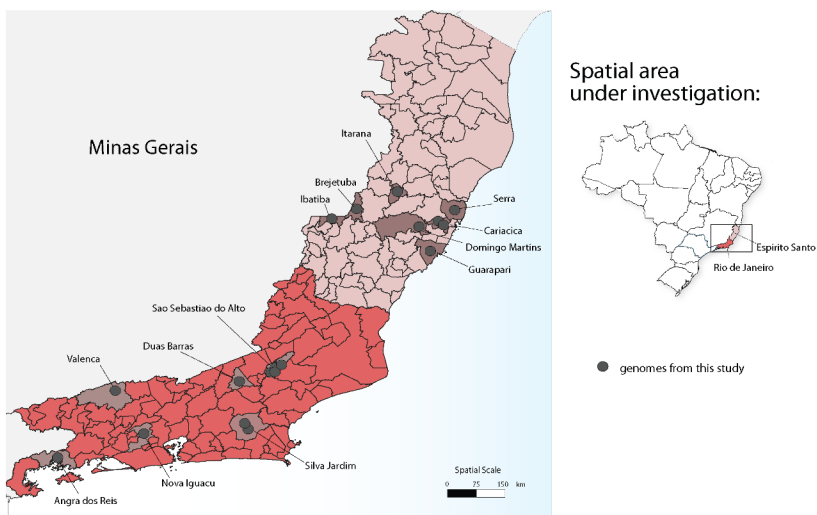 Spatial area
under investigation:
Minas Gerais
Itarana
Brejetuba
Ibatiba
Serra
Cariacica
Domingo Martins
Guarapari
Espirito Santo
Rio de Janeiro
Sao Sebastiao do Alto
Duas Barras
Valenca
genomes from this study
Silva Jardim
Nova Iguacu
Angra dos Reis
Spatial Scale
0 75 150 km